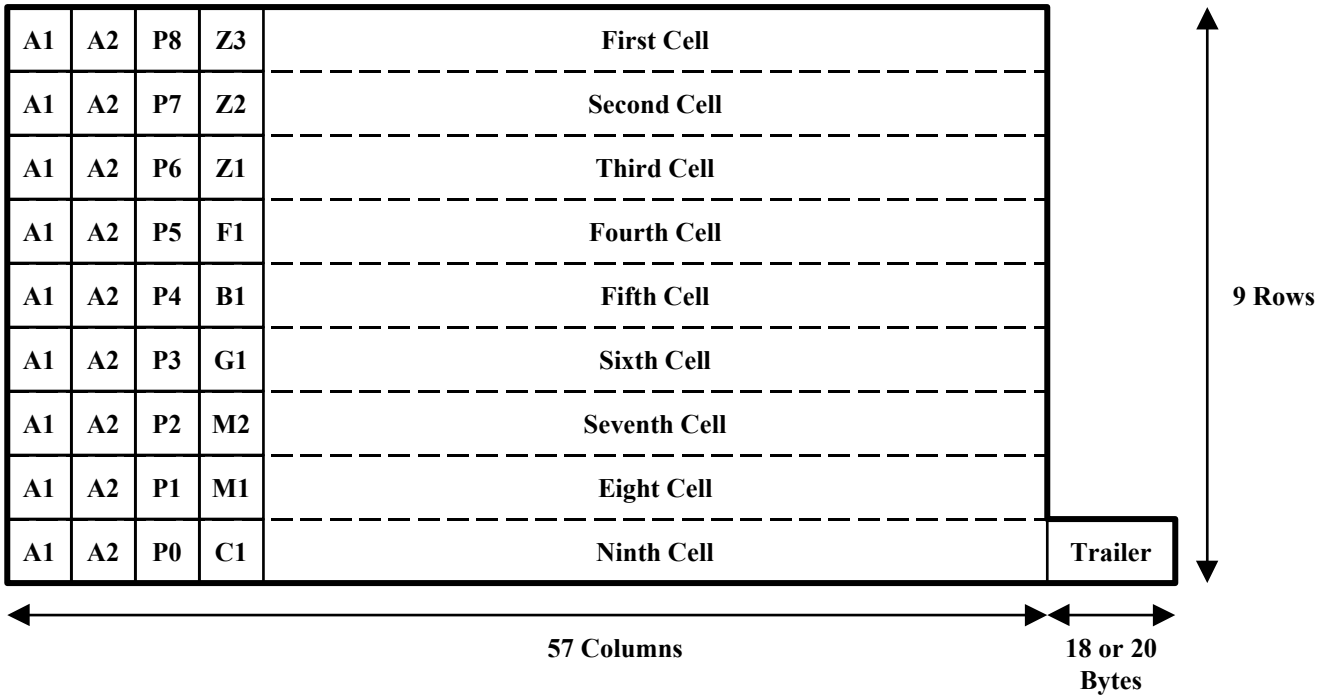 A1 A2 P8 Z3 First Cell
A1 A2 P7 Z2 Second Cell
A1 A2 P6 Z1 Third Cell
A1 A2 P5 F1 Fourth Cell
A1 A2 P4 B1 Fifth Cell
9 Rows
A1 A2 P3 G1 Sixth Cell
A1 A2 P2 M2 Seventh Cell
A1 A2 P1 M1 Eight Cell
A1 A2 P0 C1 Ninth Cell Trailer
57 Columns
18 or 20
Bytes